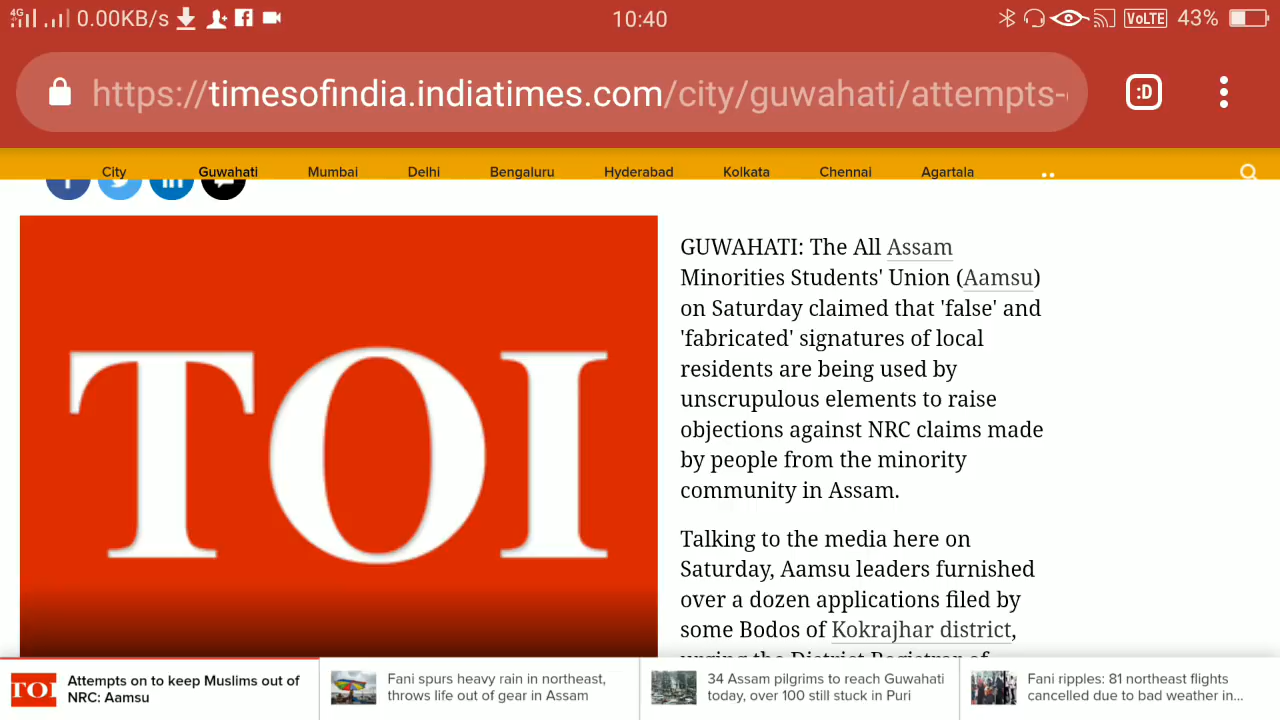 4G 0.00KB/s 10:40 VoLTE 43%
https://timesofindia.indiatimes.com/city/guwahati/attempts-
:D
City Guwahati Mumbai Delhi Bengaluru Hyderabad Kolkata Chennai Agartala
TOI
GUWAHATI: The All Assam
Minorities Students' Union (Aamsu)
on Saturday claimed that 'false' and
'fabricated' signatures of local
residents are being used by
unscrupulous elements to raise
objections against NRC claims made
by people from the minority
community in Assam.
Talking to the media here on
Saturday, Aamsu leaders furnished
over a dozen applications filed by
some Bodos of Kokrajhar district,
urging the District Registrar of
TOI
Attempts on to keep Muslims out of
NRC: Aamsu
Fani spurs heavy rain in northeast,
throws life out of gear in Assam
34 Assam pilgrims to reach Guwahati
today, over 100 still stuck in Puri
Fani ripples: 81 northeast flights
cancelled due to bad weather in...